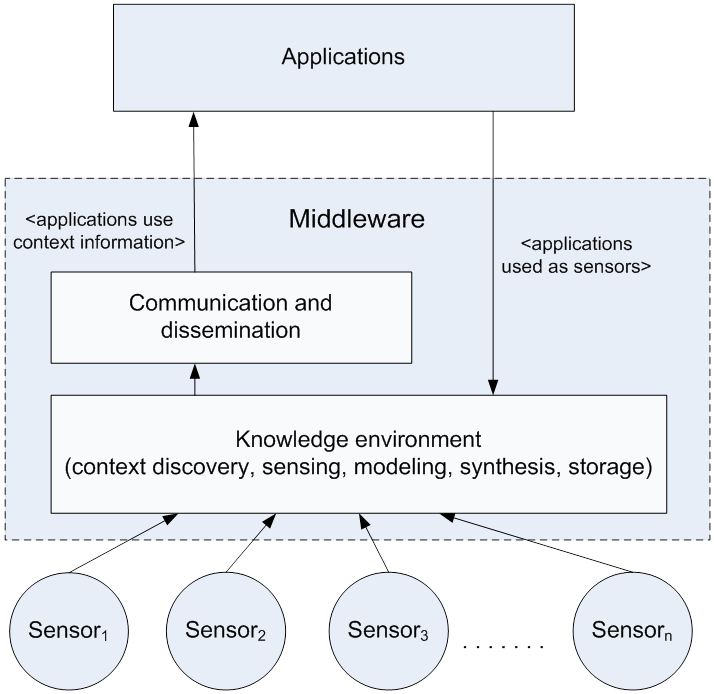 Applications
<applications use
context information>
Middleware
<applications
used as sensors>
Communication and
dissemination
Knowledge environment
(context discovery, sensing, modeling, synthesis, storage)
Sensor1
Sensor2
Sensor3
. . . . . . .
Sensorn